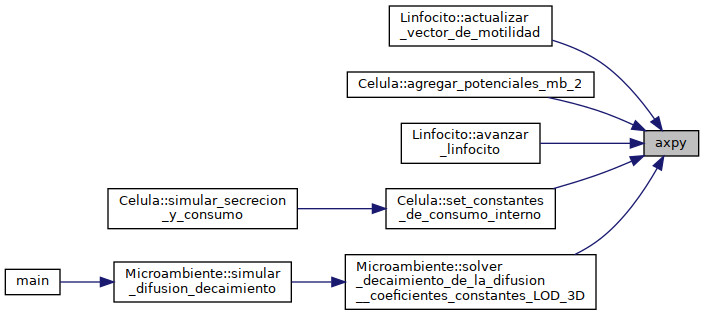 Linfocito::actualizar
_vector_de_motilidad
Celula::agregar_potenciales_mb_2
Linfocito::avanzar
_linfocito
axpy
Celula::simular_secrecion
_y_consumo
Celula::set_constantes
_de_consumo_interno
main
Microambiente::simular
_difusion_decaimiento
Microambiente::solver
_decaimiento_de_la_difusion
__coeficientes_constantes_LOD_3D